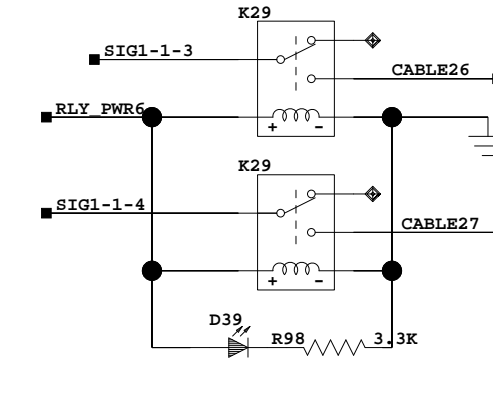 K29
SIG1-1-3
CABLE26
RLY_PWR6
+ -
K29
SIG1-1-4
CABLE27
+ -
D39
R98 3.3K